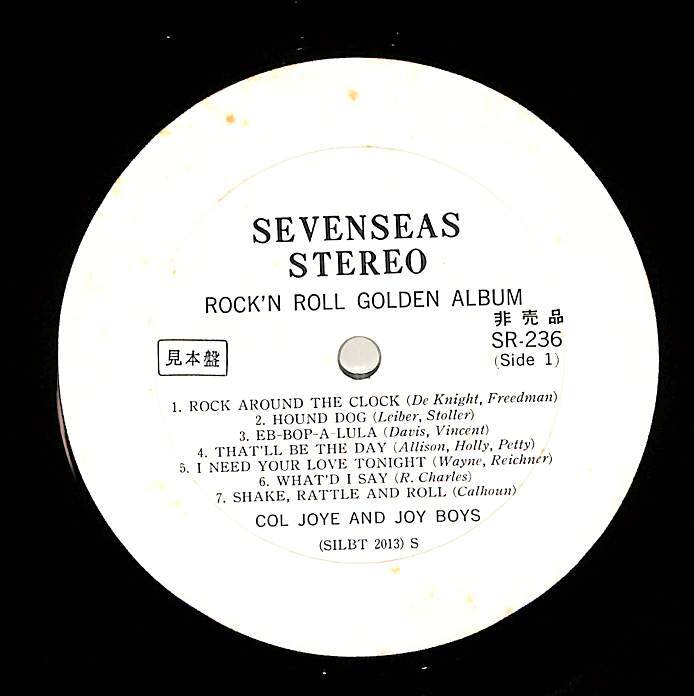 SEVENSEAS
STEREO
ROCK'N ROLL GOLDEN ALBUM
非売品
SR-236
(Side 1)
見本盤
1. ROCK AROUND THE CLOCK (De Knight, Freedman)
2. HOUND DOG (Leiber, Stoller)
3. EB-BOP-A-LULA (Davis, Vincent)
4. THAT'LL BE THE DAY (Allison, Holly, Petty)
5. I NEED YOUR LOVE TONIGHT (Wayne, Reichner)
6. WHAT'D I SAY (R. Charles)
7. SHAKE, RATTLE AND ROLL (Calhoun)
COL JOYE AND JOY BOYS
(SILBT 2013) S